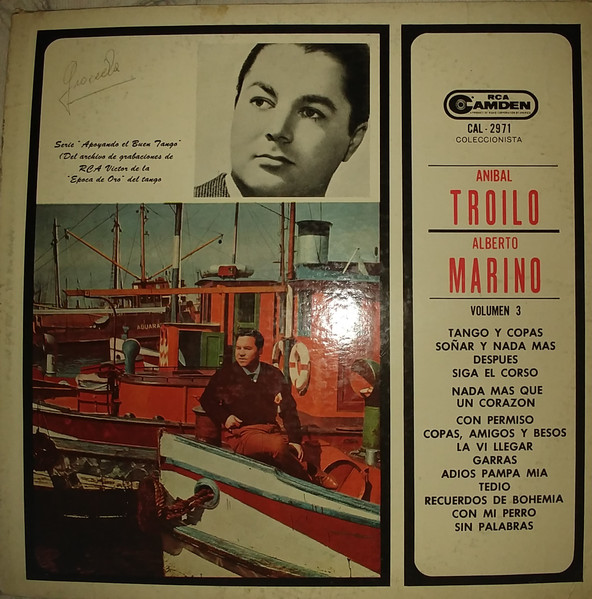 Serie "Apoyando el Buen Tango"
(Del archivo de grabaciones de
RCA Victor de la
"Epoca de Oro" del tango
AGUARA
RCA
CAMDEN
CAL-2971
COLECCIONISTA
ANIBAL
TROILO
ALBERTO
MARINO
VOLUMEN 3
TANGO Y COPAS
SOÑAR Y NADA MAS
DESPUES
SIGA EL CORSO
NADA MAS QUE
UN CORAZON
CON PERMISO
COPAS, AMIGOS Y BESOS
LA VI LLEGAR
GARRAS
ADIOS PAMPA MIA
TEDIO
RECUERDOS DE BOHEMIA
CON MI PERRO
SIN PALABRAS